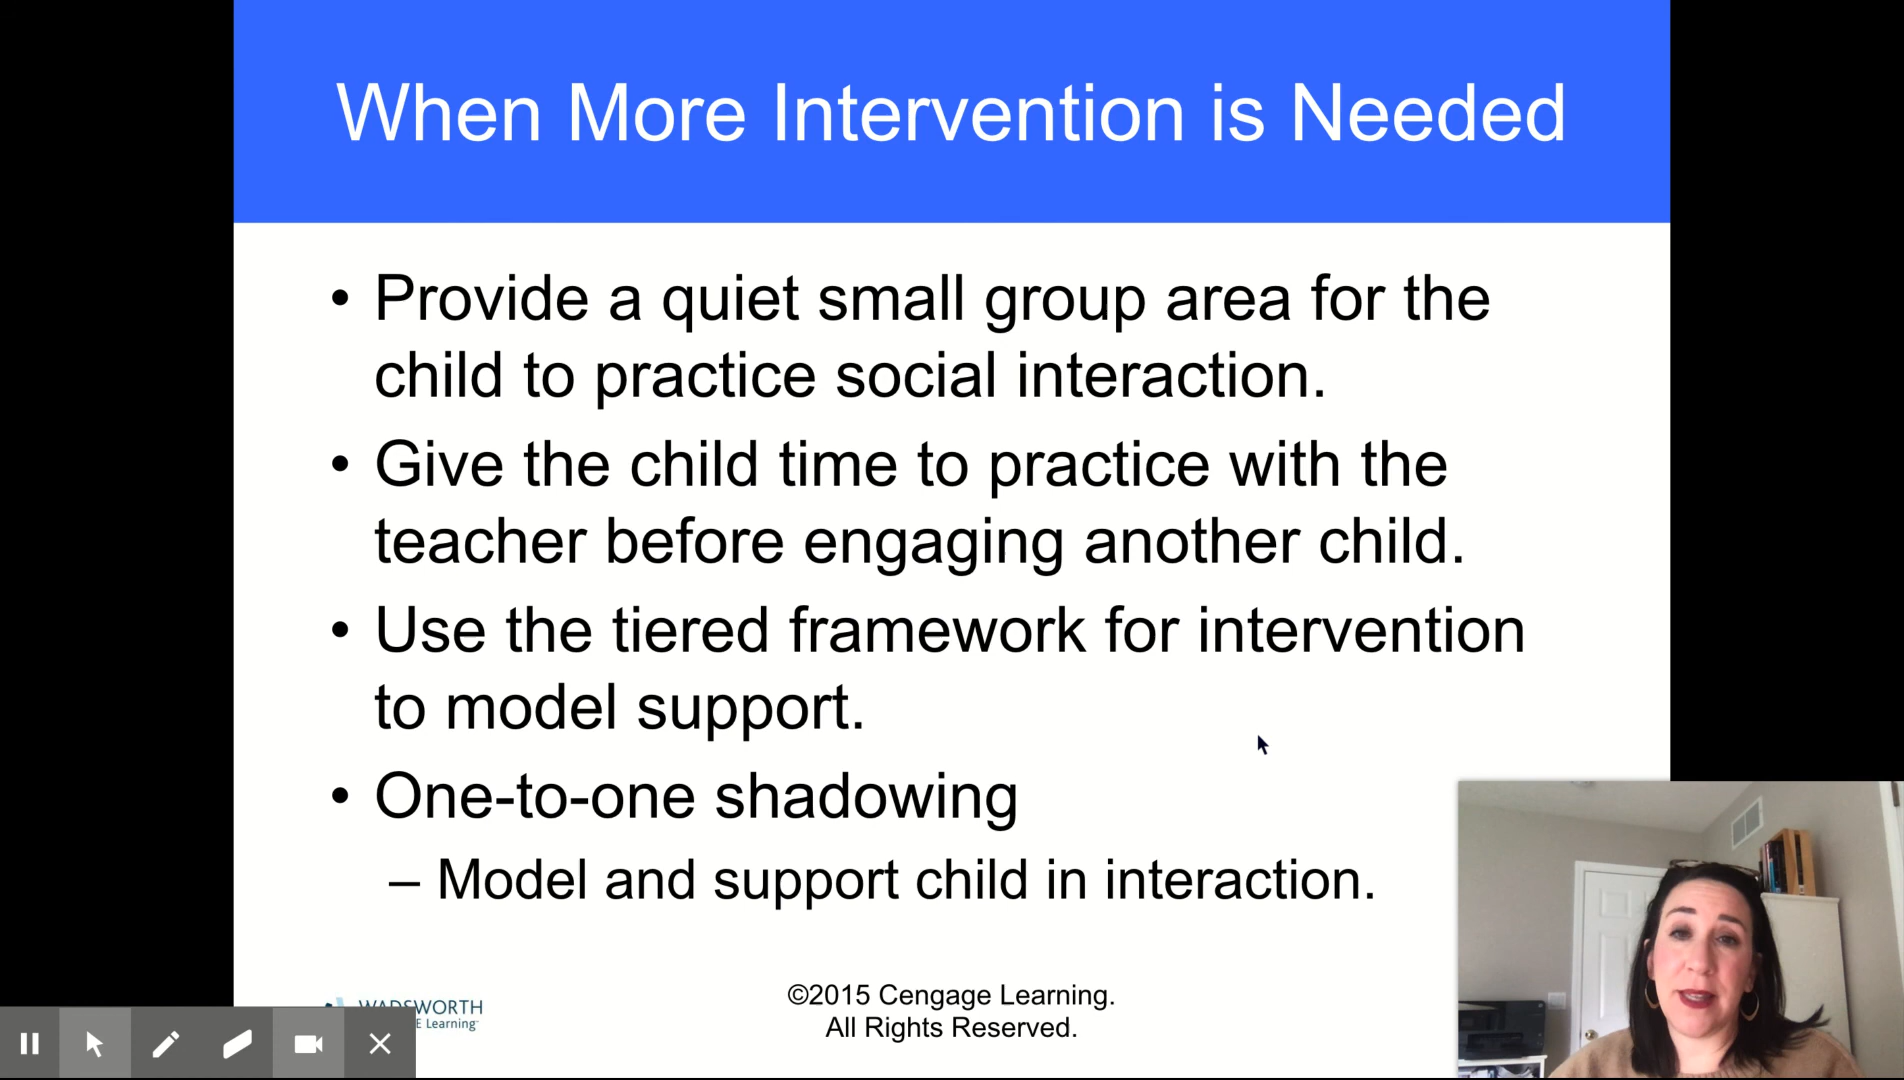 When More Intervention is Needed
• Provide a quiet small group area for the
child to practice social interaction.
• Give the child time to practice with the
teacher before engaging another child.
• Use the tiered framework for intervention
to model support.
• One-to-one shadowing
– Model and support child in interaction.
WADSWORTH
E Learning™
©2015 Cengage Learning.
All Rights Reserved.